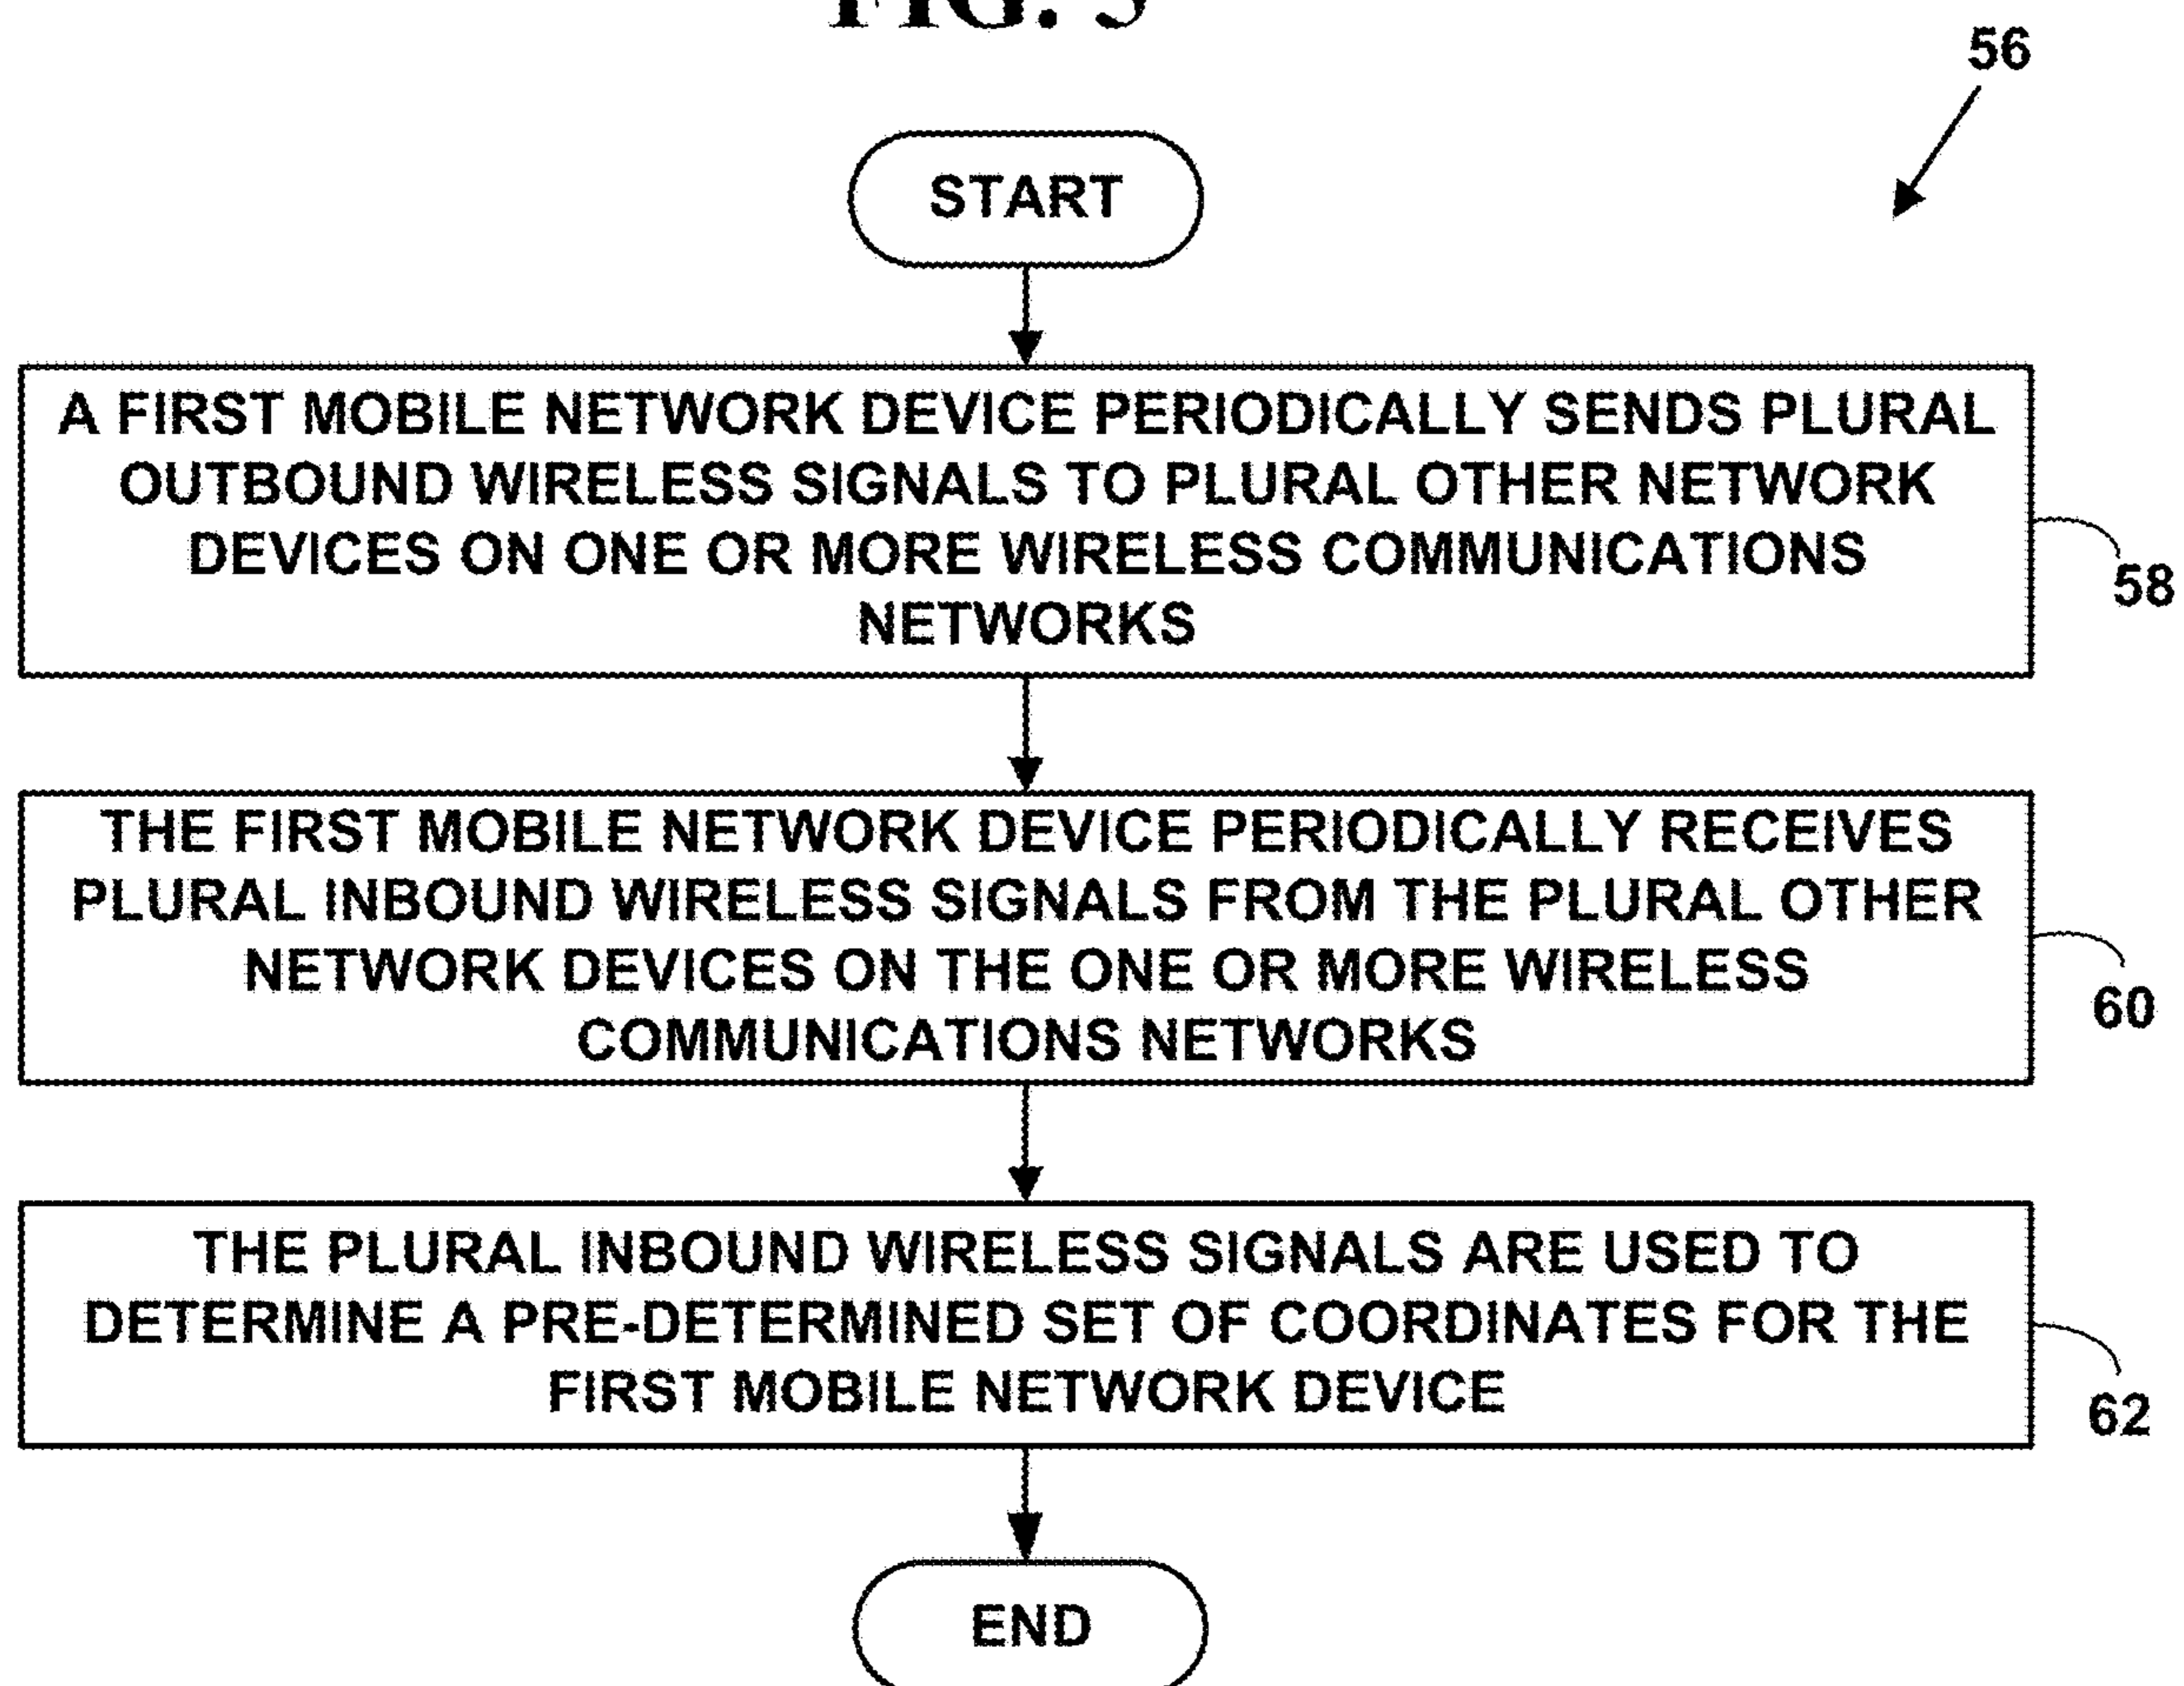 FIG.
56
START
A FIRST MOBILE NETWORK DEVICE PERIODICALLY SENDS PLURAL
OUTBOUND WIRELESS SIGNALS TO PLURAL OTHER NETWORK
DEVICES ON ONE OR MORE WIRELESS COMMUNICATIONS
NETWORKS
58
THE FIRST MOBILE NETWORK DEVICE PERIODICALLY RECEIVES
PLURAL INBOUND WIRELESS SIGNALS FROM THE PLURAL OTHER
NETWORK DEVICES ON THE ONE OR MORE WIRELESS
COMMUNICATIONS NETWORKS
60
THE PLURAL INBOUND WIRELESS SIGNALS ARE USED TO
DETERMINE A PRE-DETERMINED SET OF COORDINATES FOR THE
FIRST MOBILE NETWORK DEVICE
62
END